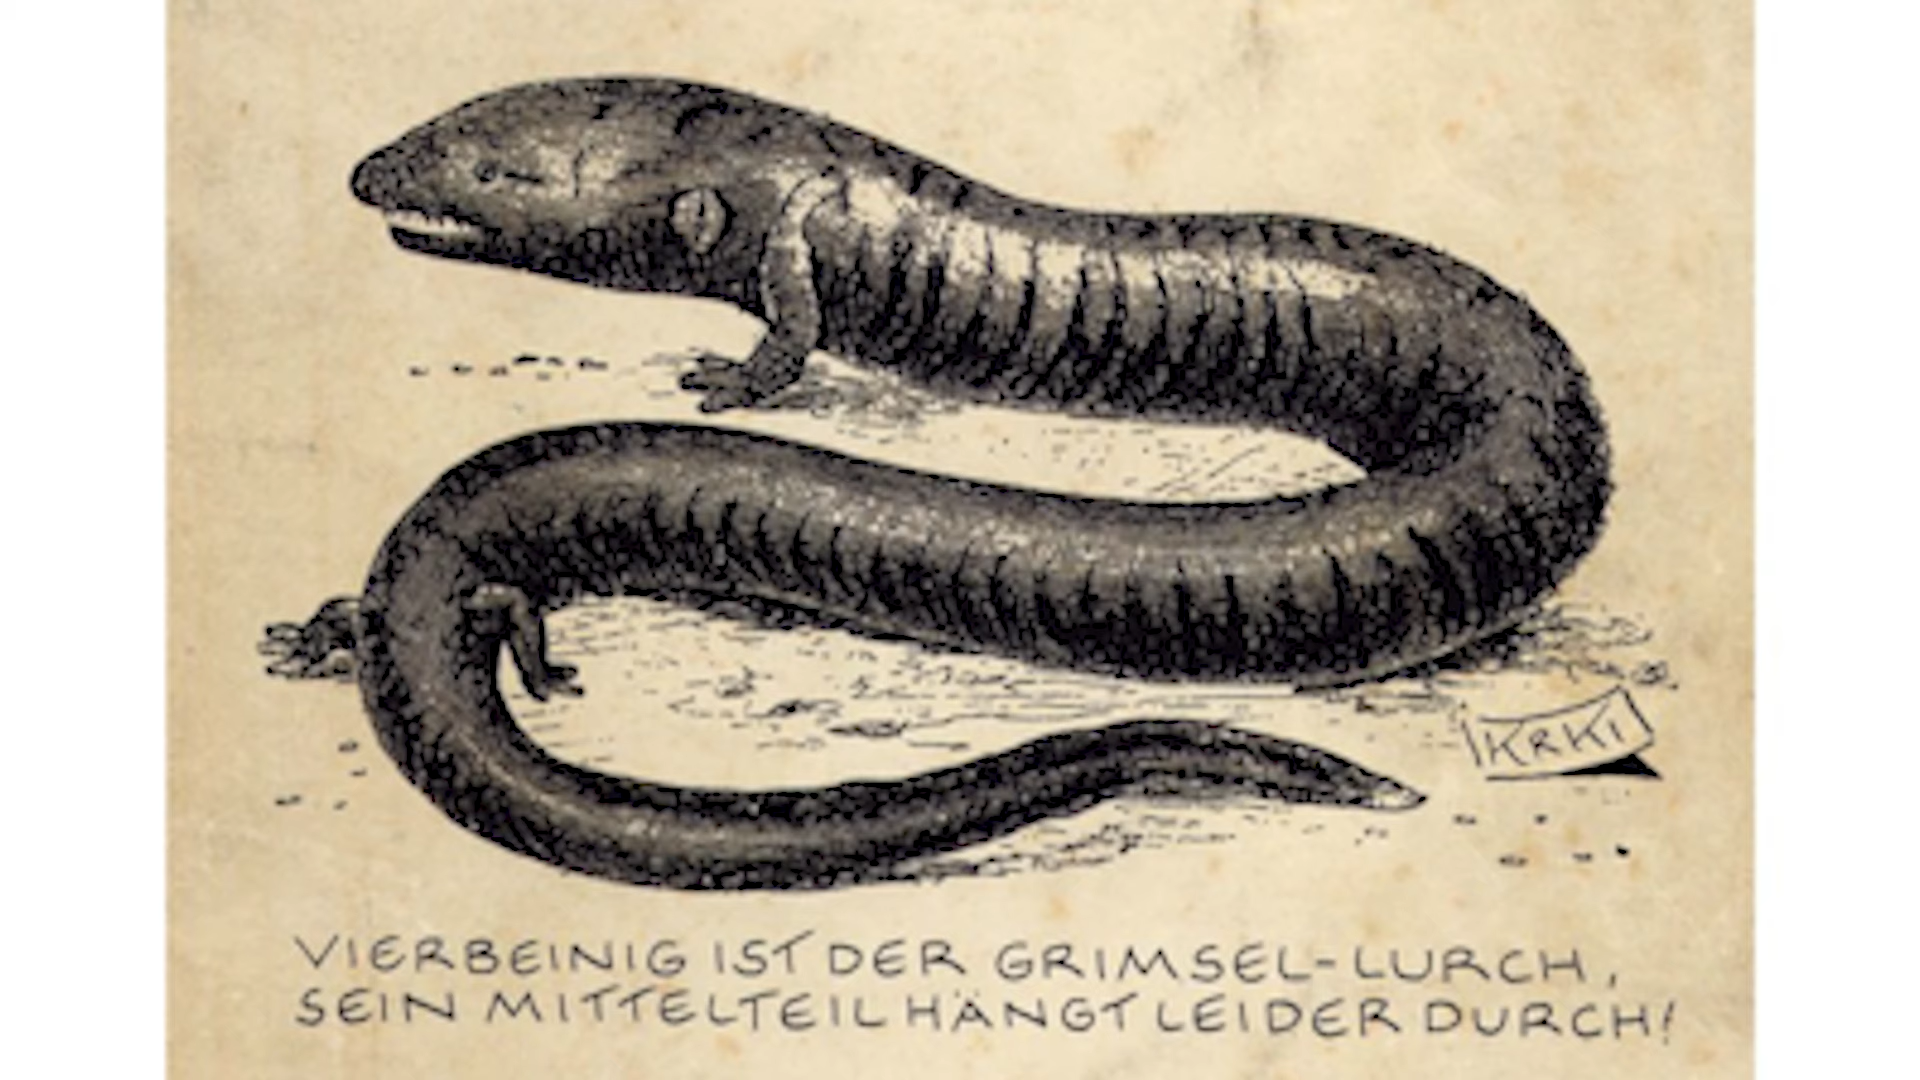 KRKI
VIERBEINIG IST DER GRIMSEL-LURCH,
SEIN MITTELTEIL HÄNGT LEIDER DURCH!